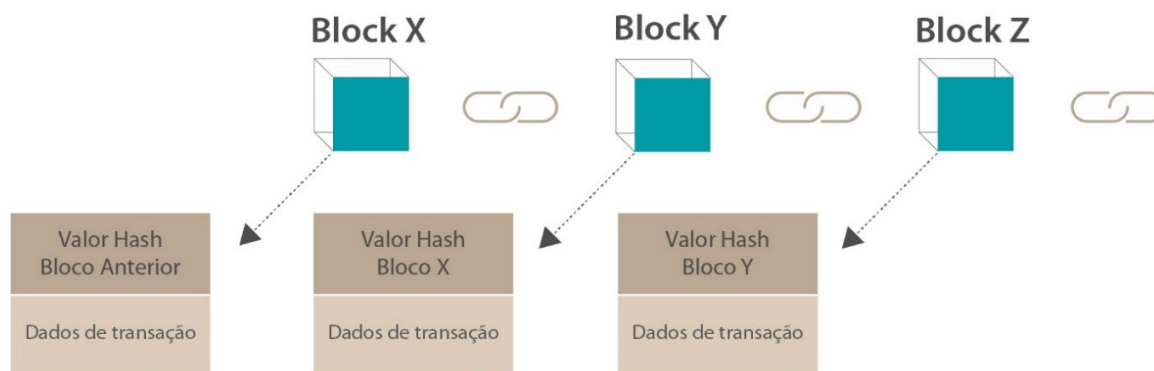 Block X
Block Y
Block Z
Valor Hash
Bloco Anterior
Dados de transação
Valor Hash
Bloco X
Dados de transação
Valor Hash
Bloco Y
Dados de transação